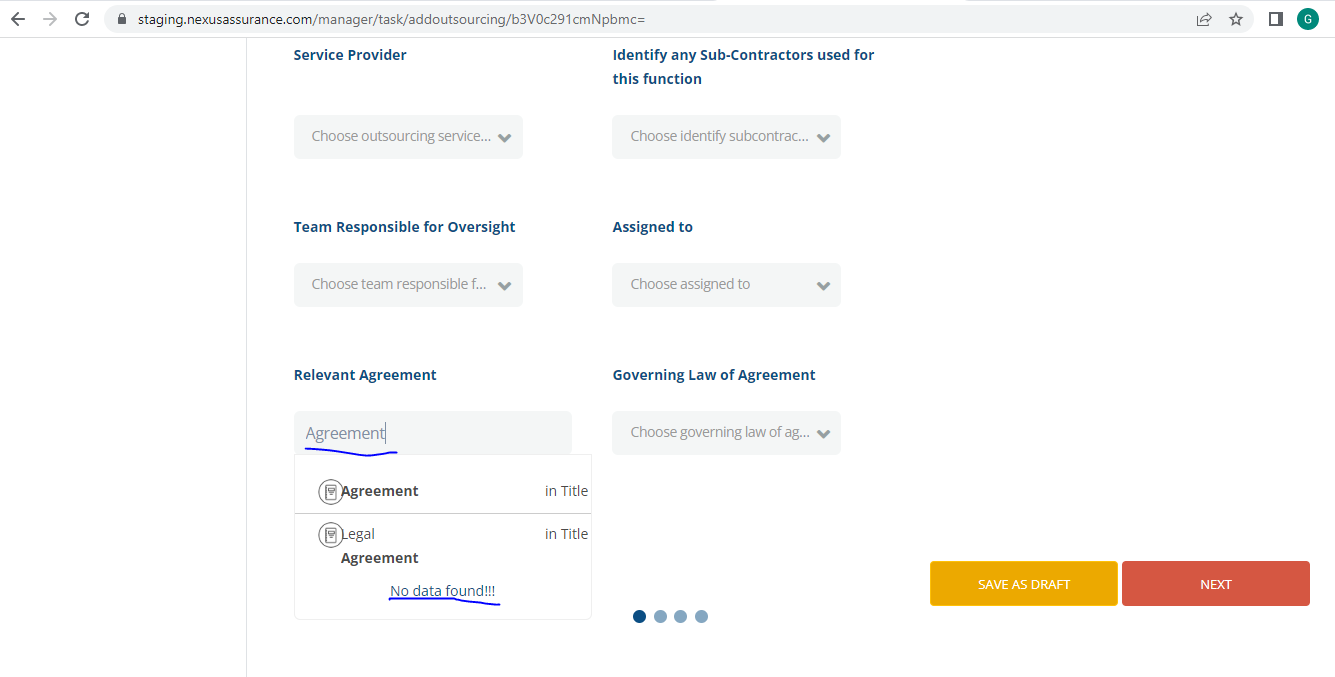 staging.nexusassurance.com/manager/task/addoutsourcing/b3V0c291cmNpbmc=
G
Service Provider
Identify any Sub-Contractors used for
this function
Choose outsourcing service...
Choose identify subcontrac...
Team Responsible for Oversight
Assigned to
Choose team responsible f...
Choose assigned to
Relevant Agreement
Governing Law of Agreement
Agreement
Choose governing law of ag...
Agreement in Title
Legal in Title
Agreement
No data found!!!
SAVE AS DRAFT
NEXT